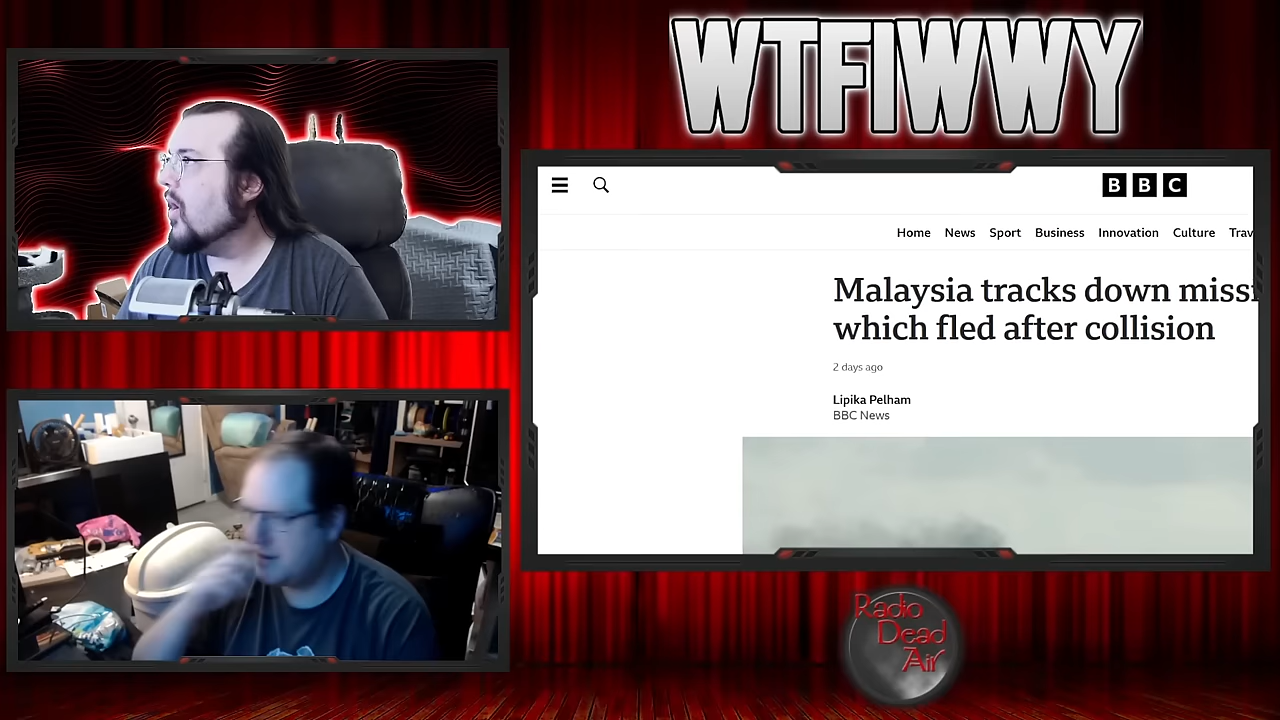 WTFIWWY
BBC
Home News Sport Business Innovation Culture Trav
Malaysia tracks down missi
which fled after collision
2 days ago
Lipika Pelham
BBC News
Radio
Dead
Air